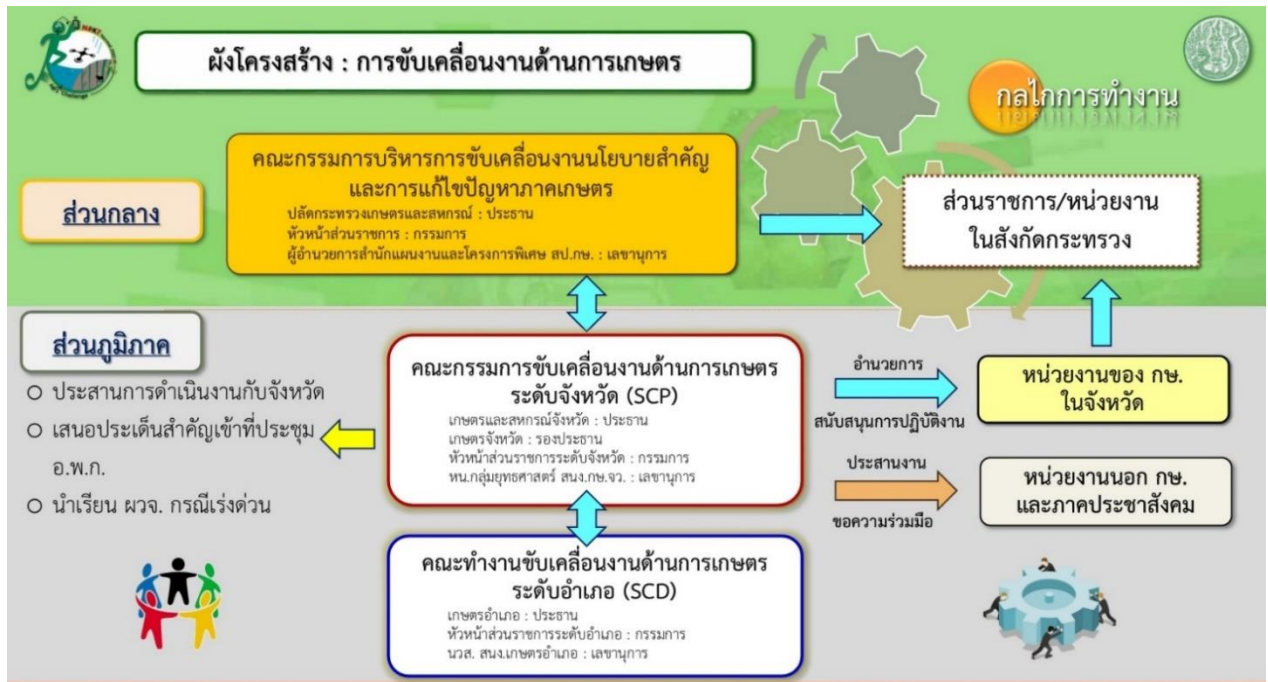 ผังโครงสร้าง : การขับเคลื่อนงานด้านการเกษตร
กลไกการทำงาน
ส่วนกลาง
คณะกรรมการบริหารการขับเคลื่อนงานนโยบายสำคัญ
และการแก้ไขปัญหาภาคเกษตร
ปลัดกระทรวงเกษตรและสหกรณ์ : ประธาน
หัวหน้าส่วนราชการ : กรรมการ
ผู้อำนวยการสำนักแผนงานและโครงการพิเศษ สป.กษ. : เลขานุการ
ส่วนราชการ/หน่วยงาน
ในสังกัดกระทรวง
ส่วนภูมิภาค
ประสานการดำเนินงานกับจังหวัด
เสนอประเด็นสำคัญเข้าที่ประชุม
อ.พ.ก.
นำเรียน ผวจ. กรณีเร่งด่วน
คณะกรรมการขับเคลื่อนงานด้านการเกษตร
ระดับจังหวัด (SCP)
เกษตรและสหกรณ์จังหวัด : ประธาน
เกษตรจังหวัด : รองประธาน
หัวหน้าส่วนราชการระดับจังหวัด : กรรมการ
หน.กลุ่มยุทธศาสตร์ สนง.กษ.จว. : เลขานุการ
อำนวยการ
สนับสนุนการปฏิบัติงาน
หน่วยงานของ กษ.
ในจังหวัด
ประสานงาน
ขอความร่วมมือ
หน่วยงานนอก กษ.
และภาคประชาสังคม
คณะทำงานขับเคลื่อนงานด้านการเกษตร
ระดับอำเภอ (SCD)
เกษตรอำเภอ : ประธาน
หัวหน้าส่วนราชการระดับอำเภอ : กรรมการ
นวส. สนง.เกษตรอำเภอ : เลขานุการ